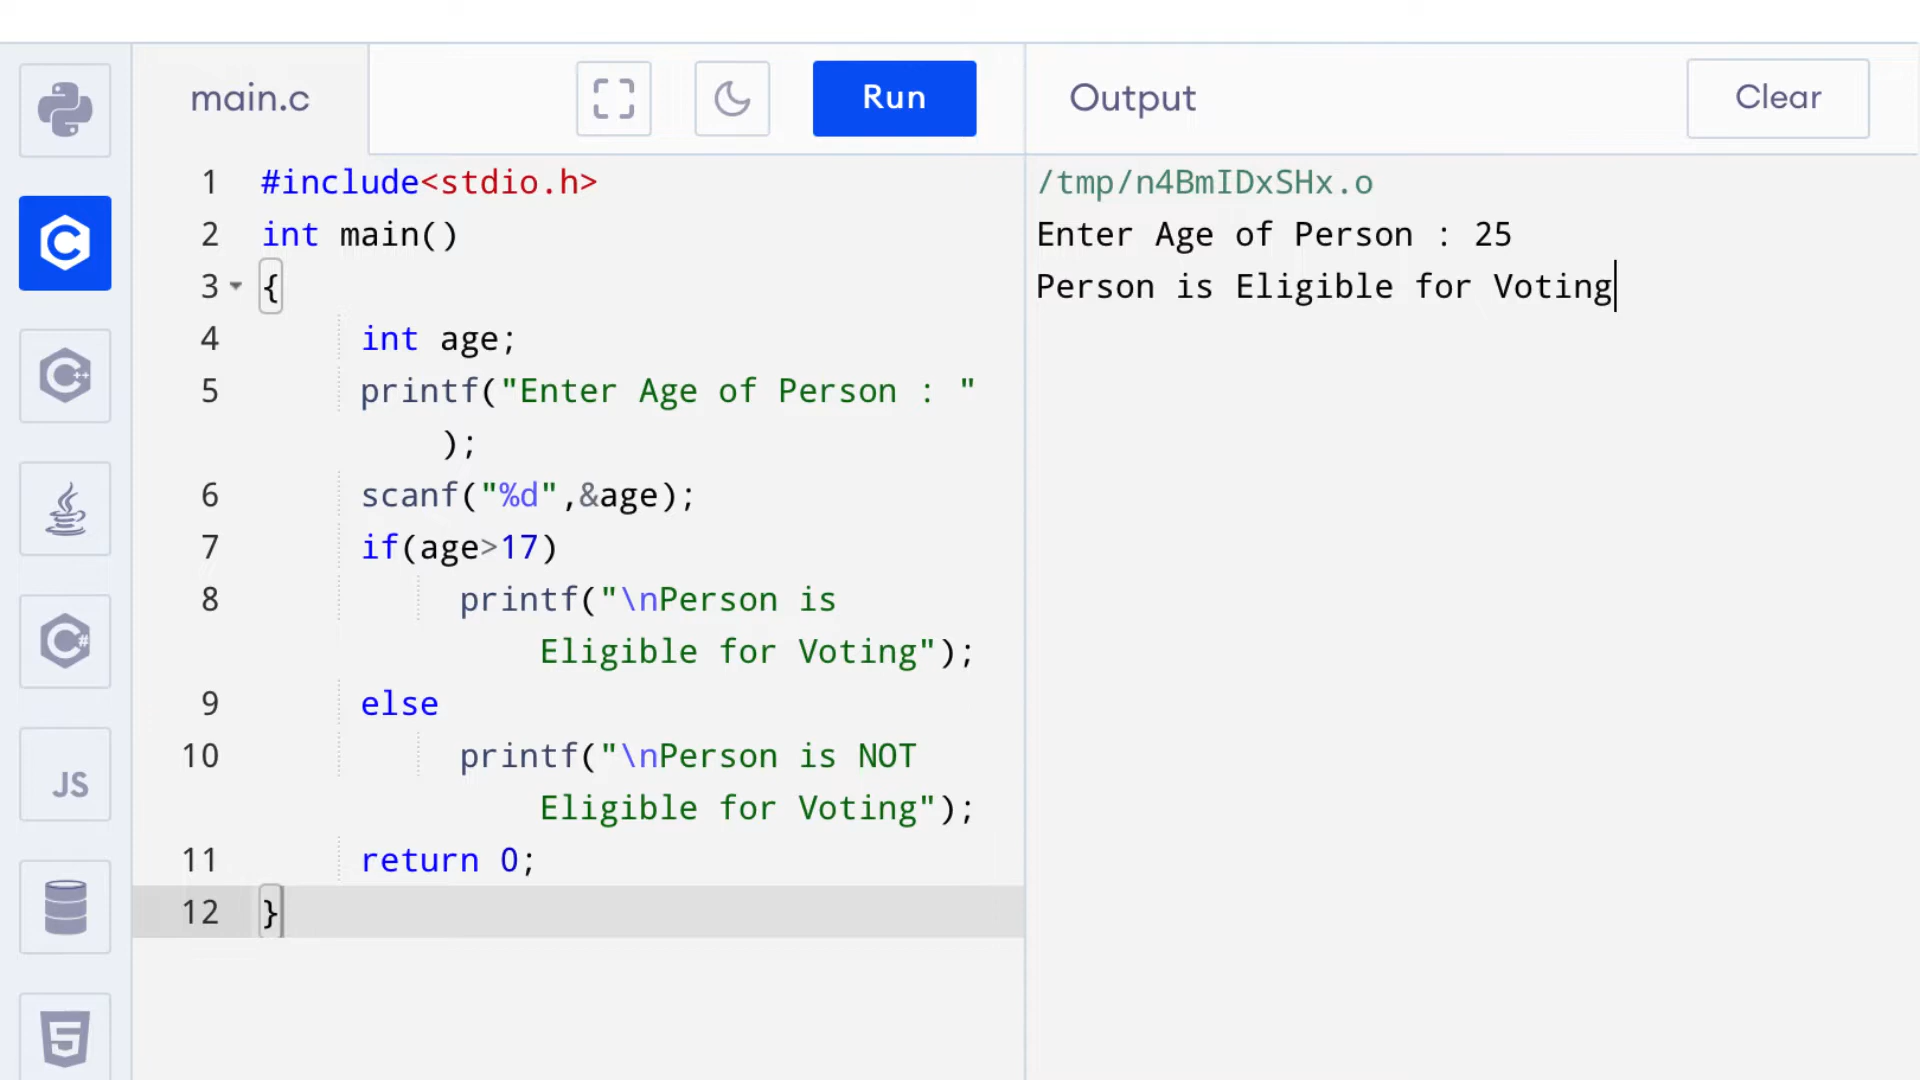 main.c
Run
Output
Clear
1 #include<stdio.h>
2 int main()
3 {
4 int age;
5 printf("Enter Age of Person : "
);
6 scanf("%d",&age);
7 if(age>17)
8 printf("\nPerson is
Eligible for Voting");
9 else
10 printf("\nPerson is NOT
Eligible for Voting");
11 return 0;
12 }
/tmp/n4BmIDxSHx.o
Enter Age of Person : 25
Person is Eligible for Voting
C
C++
C#
JS
5